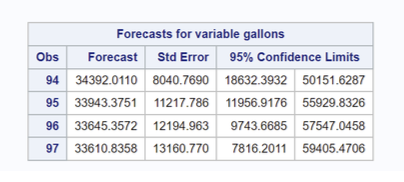 Forecasts for variable gallons
Obs Forecast Std Error 95% Confidence Limits
94 34392.0110 8040.7690 18632.3932 50151.6287
95 33943.3751 11217.786 11956.9176 55929.8326
96 33645.3572 12194.963 9743.6685 57547.0458
97 33610.8358 13160.770 7816.2011 59405.4706